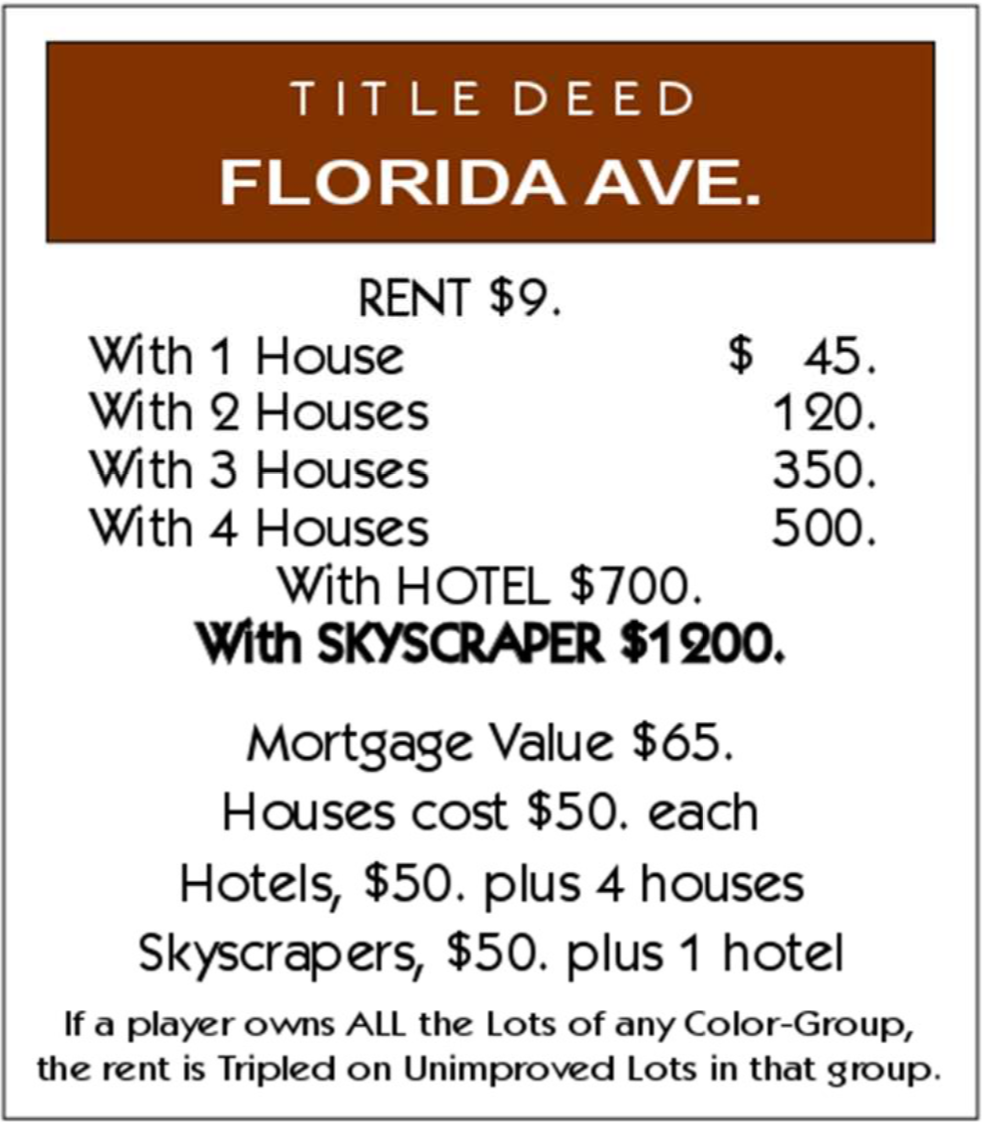 TITLE DEED
FLORIDA AVE.
RENT $9.
With 1 House $ 45.
With 2 Houses 120.
With 3 Houses 350.
With 4 Houses 500.
With HOTEL $700.
With SKYSCRAPER $1200.
Mortgage Value $65.
Houses cost $50. each
Hotels, $50. plus 4 houses
Skyscrapers, $50. plus 1 hotel
If a player owns ALL the Lots of any Color-Group,
the rent is Tripled on Unimproved Lots in that group.